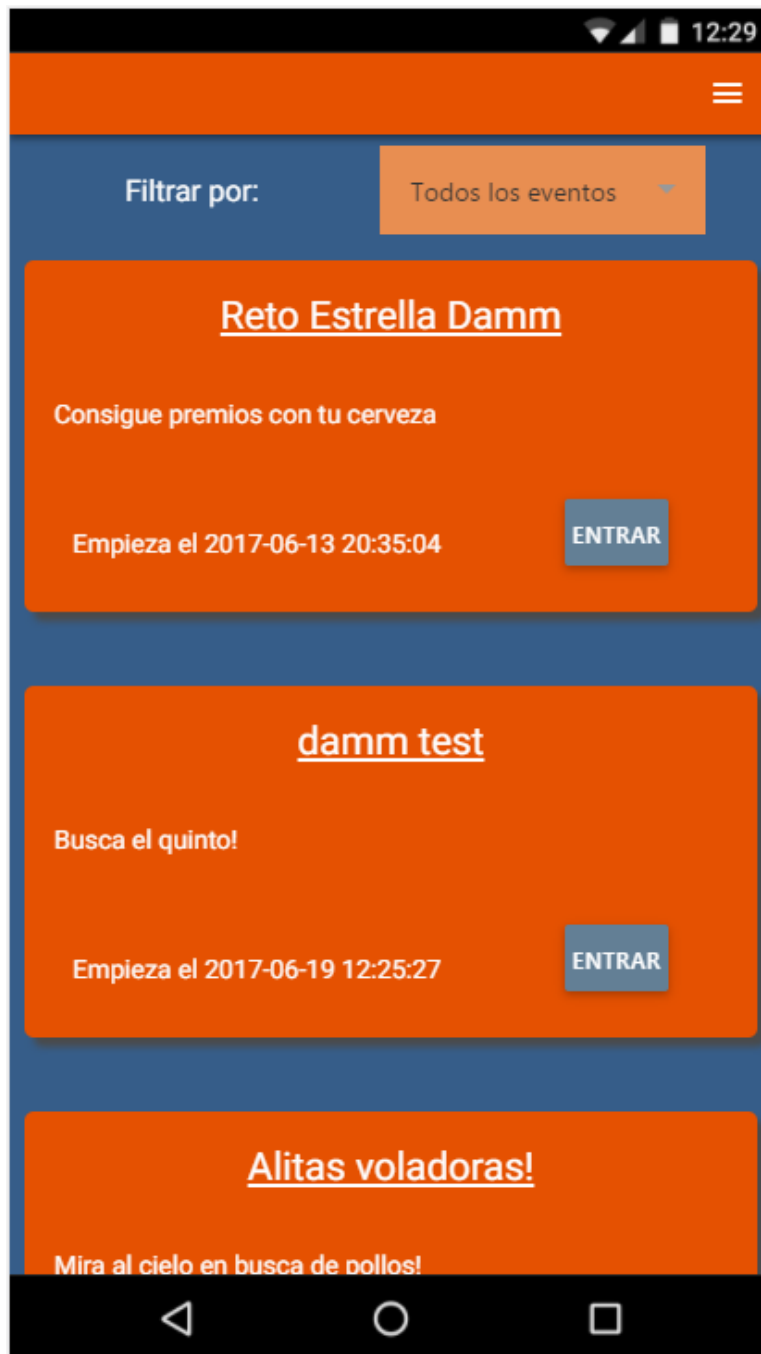 12:29
Filtrar por: Todos los eventos
Reto Estrella Damm
Consigue premios con tu cerveza
Empieza el 2017-06-13 20:35:04 ENTRAR
damm test
Busca el quinto!
Empieza el 2017-06-19 12:25:27 ENTRAR
Alitas voladoras!
Mira al cielo en busca de pollos!